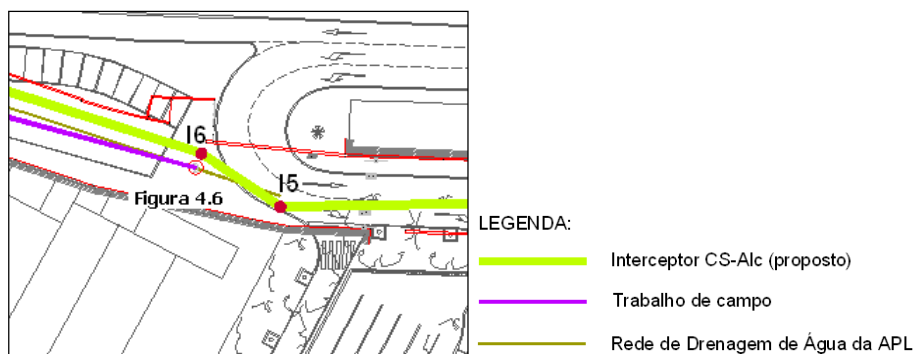 I6
I5
Figura 4.6
LEGENDA:
Interceptor CS-Alc (proposto)
Trabalho de campo
Rede de Drenagem de Água da APL